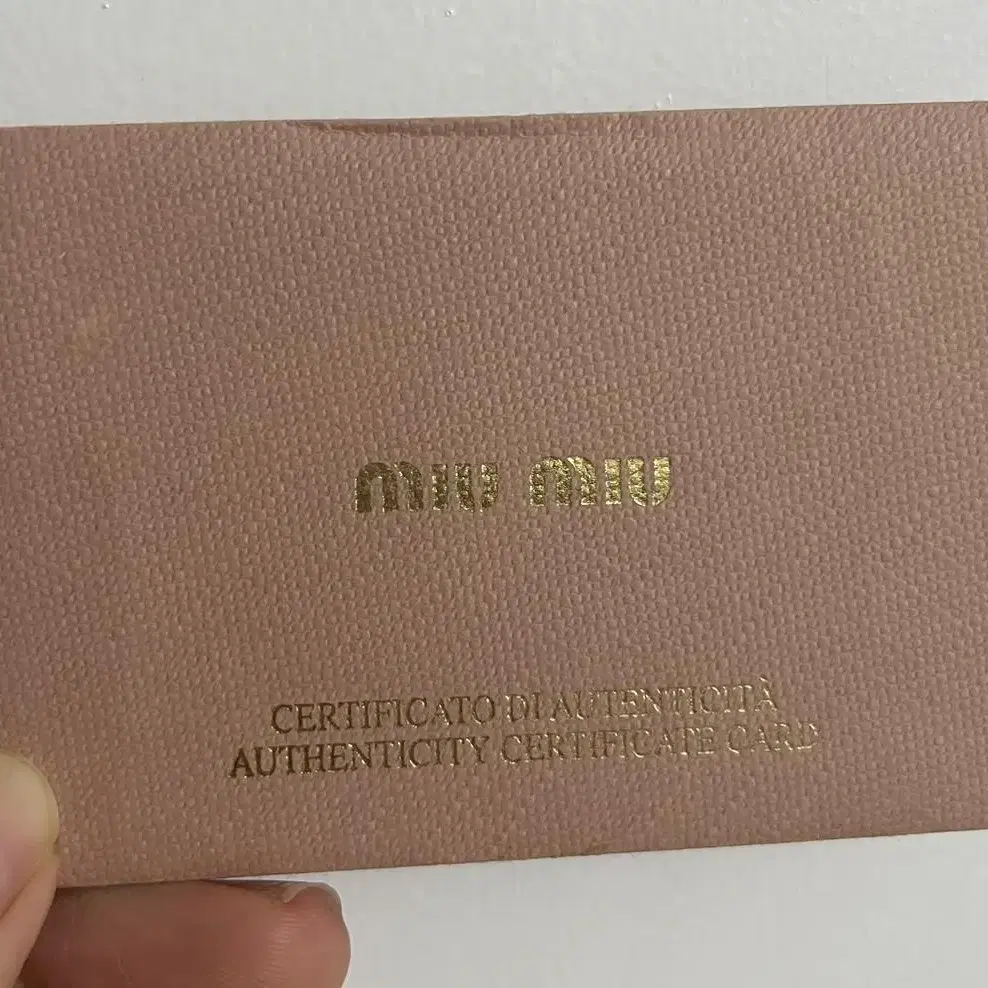 miu miu
CERTIFICATO DI AUTENTICITÀ
AUTHENTICITY CERTIFICATE CARD